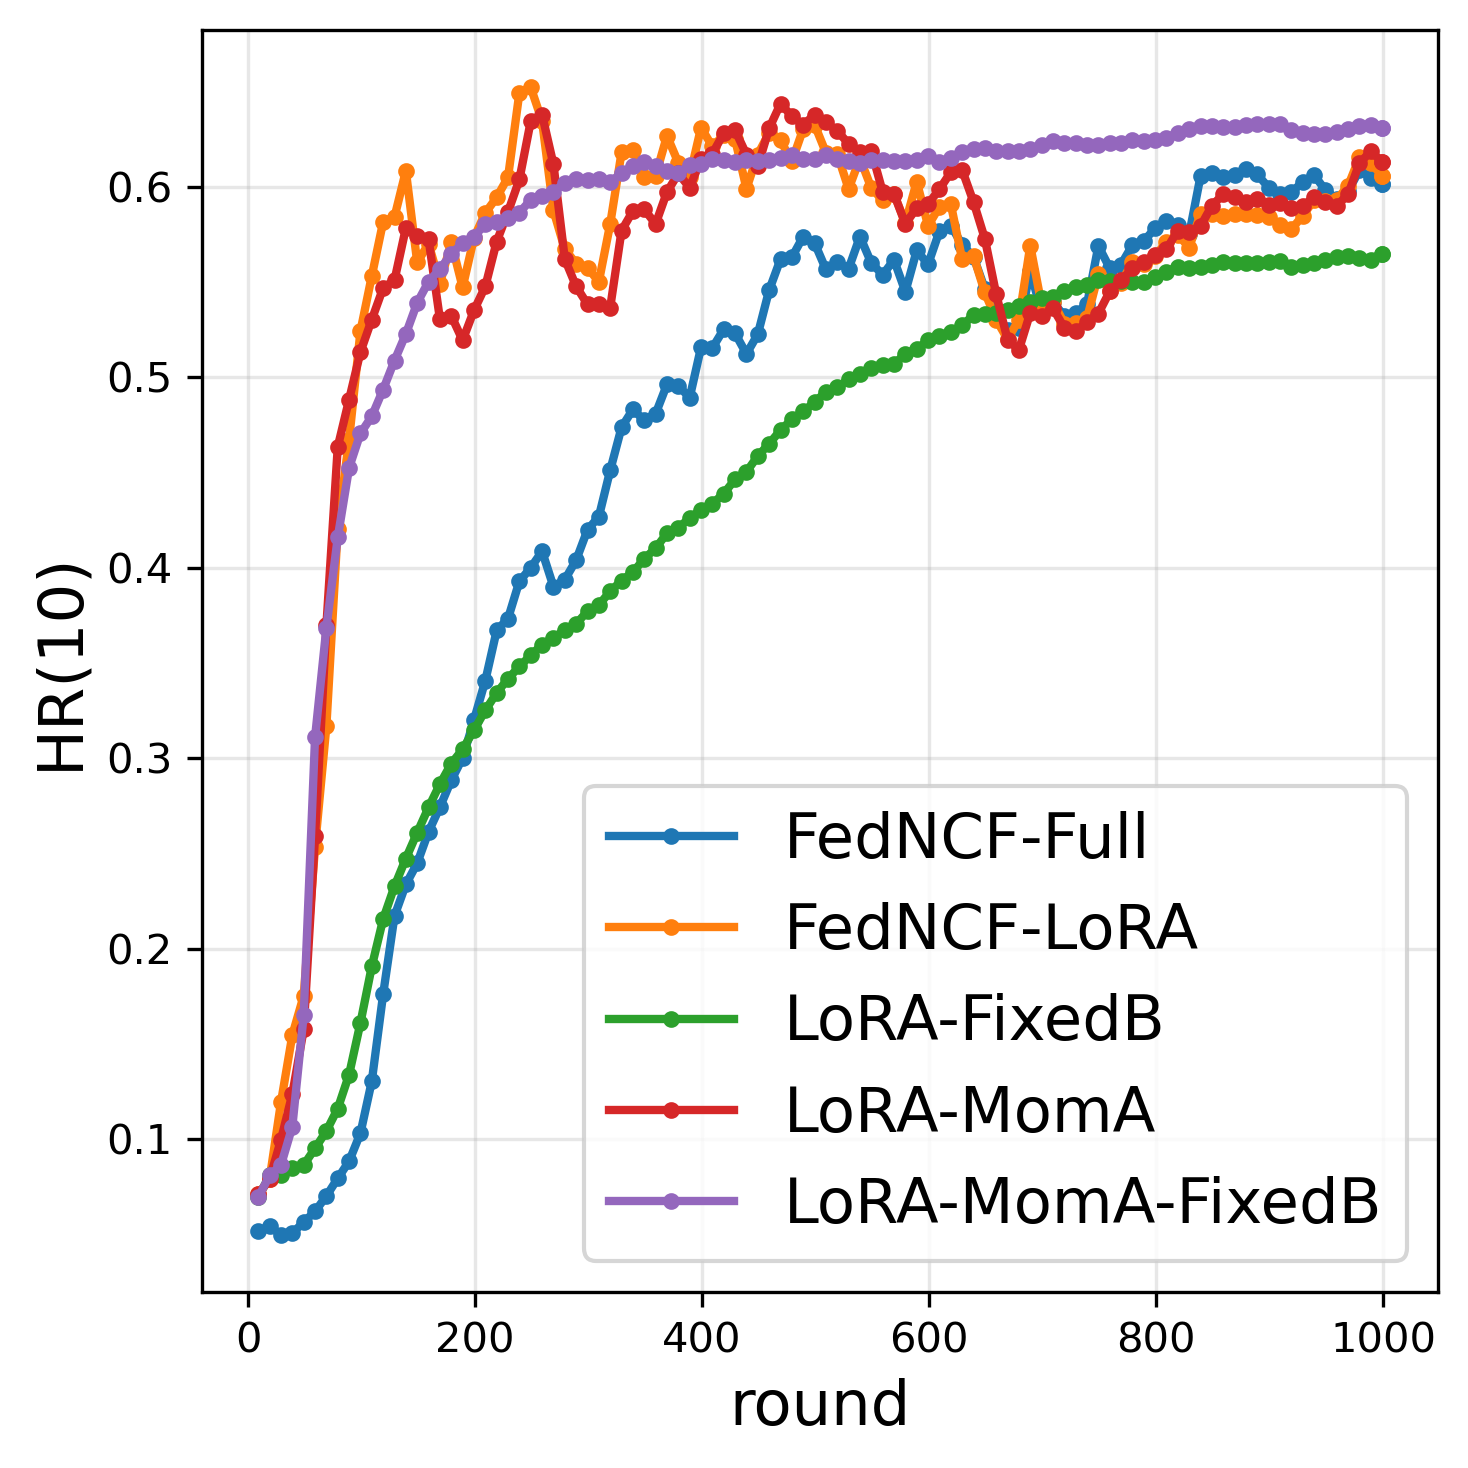 HR(10)
0.6
0.5
0.4
0.3
0.2
0.1
FedNCF-Full
FedNCF-LoRA
LoRA-FixedB
LoRA-MomA
LoRA-MomA-FixedB
0 200 400 600 800 1000
round